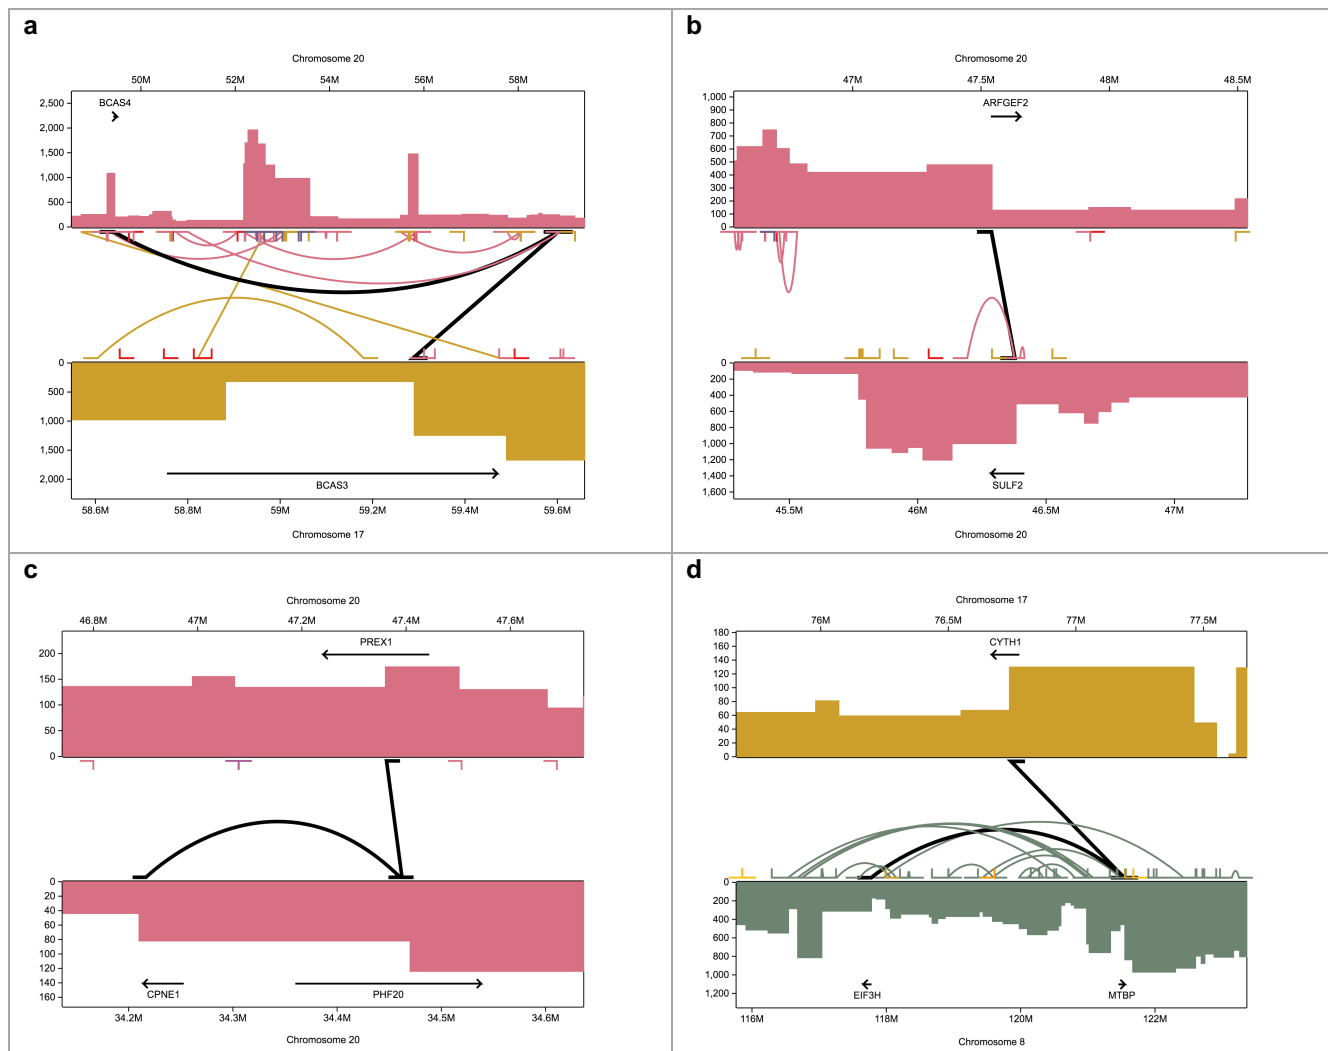 a
Chromosome 20
50M 52M 54M 56M 58M
BCAS4
2,500
2,000
1,500
1,000
500
0
0
500
1,000
1,500
2,000
BCAS3
58.6M 58.8M 59M 59.2M 59.4M 59.6M
Chromosome 17
b
Chromosome 20
47M 47.5M 48M 48.5M
ARFGEF2
1,000
900
800
700
600
500
400
300
200
100
0
0
200
400
600
800
1,000
1,200
1,400
1,600
SULF2
45.5M 46M 46.5M 47M
Chromosome 20
c
Chromosome 20
46.8M 47M 47.2M 47.4M 47.6M
PREX1
200
150
100
50
0
0
20
40
60
80
100
120
140
160
CPNE1 PHF20
34.2M 34.3M 34.4M 34.5M 34.6M
Chromosome 20
d
Chromosome 17
76M 76.5M 77M 77.5M
CYTH1
180
160
140
120
100
80
60
40
20
0
0
200
400
600
800
1,000
1,200
EIF3H MTBP
116M 118M 120M 122M
Chromosome 8